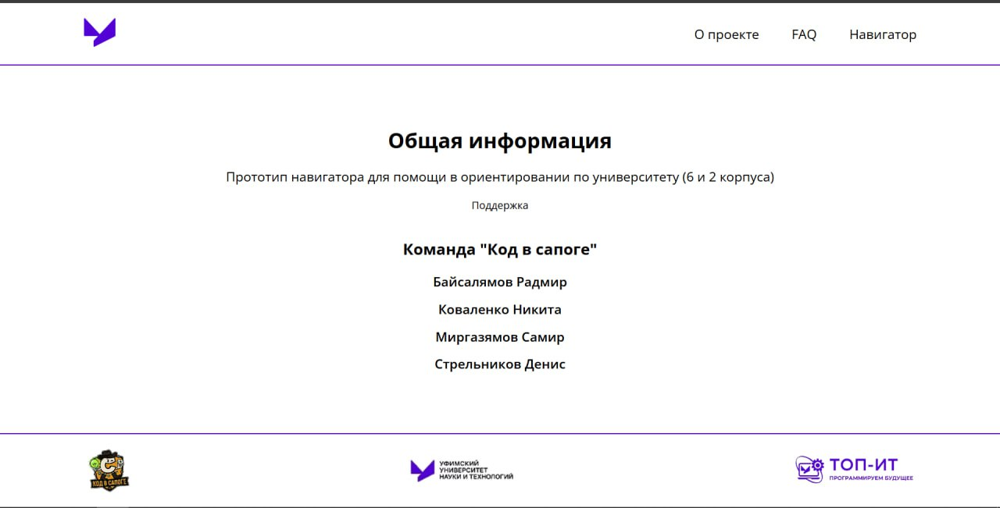 О проекте
FAQ
Навигатор
Общая информация
Прототип навигатора для помощи в ориентировании по университету (6 и 2 корпуса)
Поддержка
Команда "Код в сапоге"
Байсалямов Радмир
Коваленко Никита
Миргазямов Самир
Стрельников Денис
КОД В САПОГЕ
УФИМСКИЙ
УНИВЕРСИТЕТ
НАУКИ И ТЕХНОЛОГИЙ
ТОП-ИТ
ПРОГРАММИРУЕМ БУДУЩЕЕ